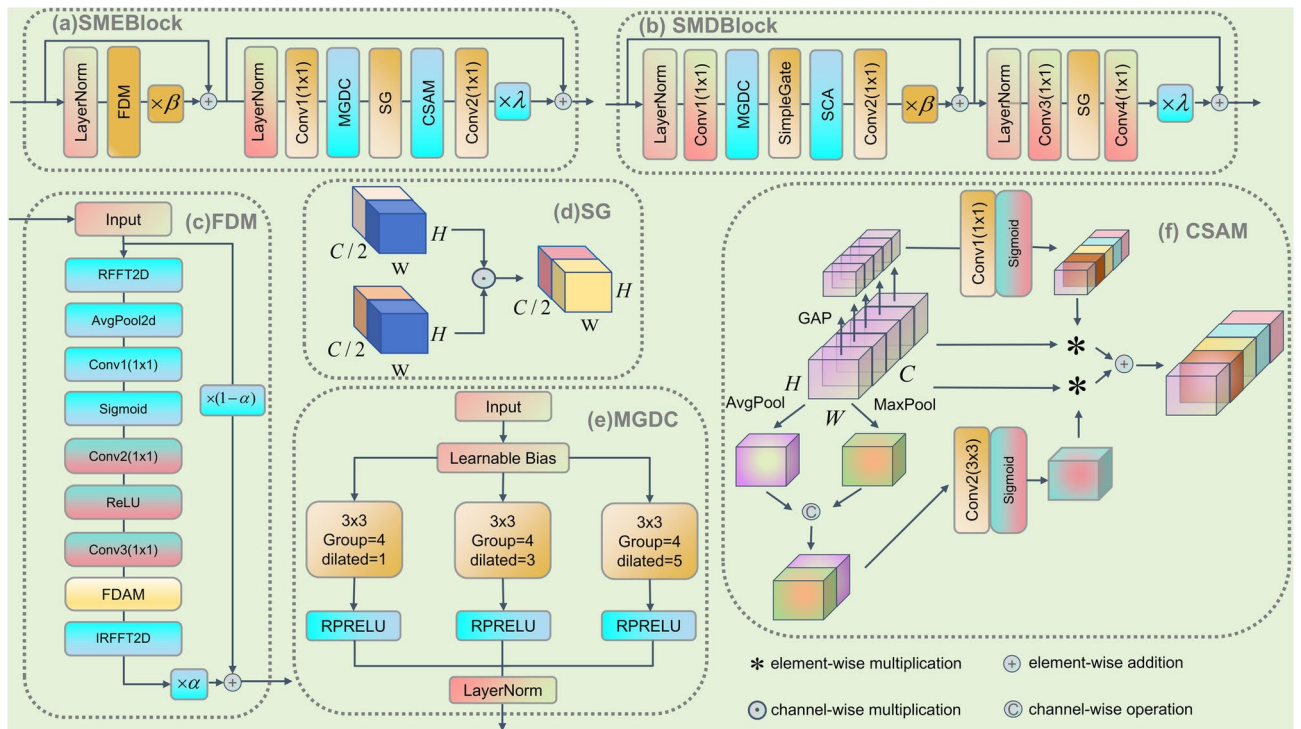 (a)SMEBlock
LayerNorm
FDM
×β
+
LayerNorm
Conv1(1x1)
MGDC
SG
CSAM
Conv2(1x1)
×λ
+
(b) SMDBlock
LayerNorm
Conv1(1x1)
MGDC
SimpleGate
SCA
Conv2(1x1)
×β
+
LayerNorm
Conv3(1x1)
SG
Conv4(1x1)
×λ
+
(c)FDM
Input
RFFT2D
AvgPool2d
Conv1(1x1)
Sigmoid
Conv2(1x1)
ReLU
Conv3(1x1)
FDAM
IRFFT2D
×(1−α)
×α
+
(d)SG
C/2
H
W
C/2
H
W
C/2
H
W
(e)MGDC
Input
Learnable Bias
3x3
Group=4
dilated=1
3x3
Group=4
dilated=3
3x3
Group=4
dilated=5
RPRELU
RPRELU
RPRELU
LayerNorm
(f) CSAM
Conv1(1x1)
Sigmoid
GAP
H
C
W
AvgPool
MaxPool
*
*
+
C
Conv2(3x3)
Sigmoid
* element-wise multiplication
+ element-wise addition
channel-wise multiplication
C channel-wise operation